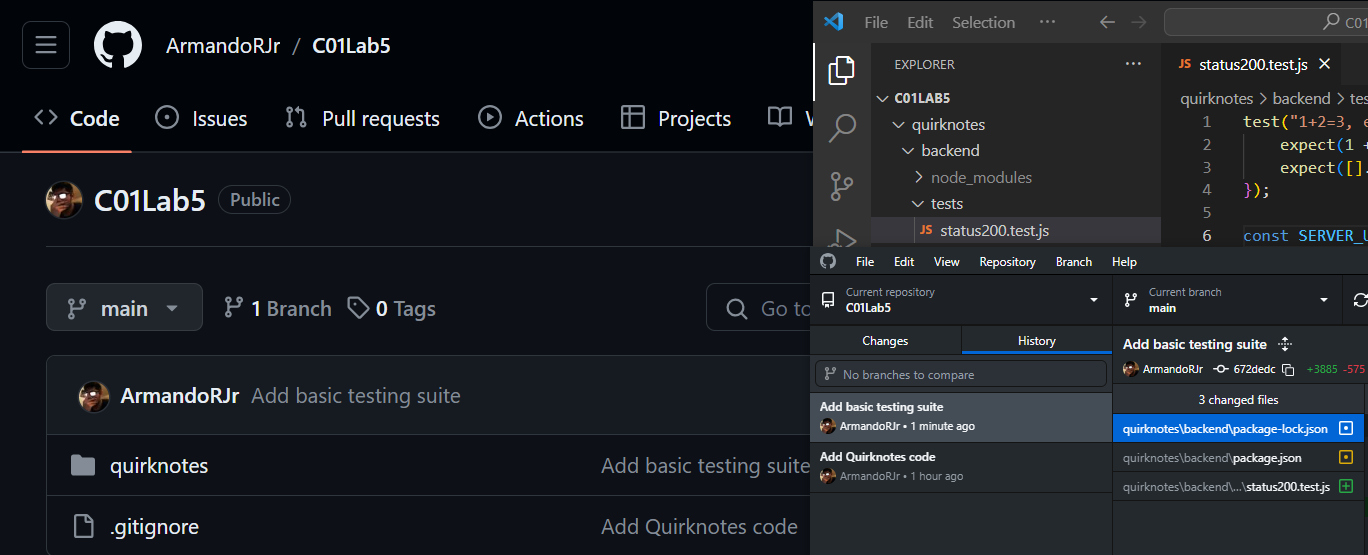 ArmandoRJr / C01Lab5
Code Issues Pull requests Actions Projects
C01Lab5 Public
main 1 Branch 0 Tags Go to
ArmandoRJr Add basic testing suite
quirknotes Add basic testing suite
.gitignore Add Quirknotes code
File Edit Selection ··· C01
EXPLORER ···
C01LAB5
quirknotes
backend
node_modules
tests
JS status200.test.js
JS status200.test.js
quirknotes > backend >
1 test("1+2=3, e
2 expect(1 +
3 expect([].
4 });
5
6 const SERVER_U
File Edit View Repository Branch Help
Current repository
C01Lab5
Current branch
main
Changes History
No branches to compare
Add basic testing suite
ArmandoRJr • 1 minute ago
Add Quirknotes code
ArmandoRJr • 1 hour ago
Add basic testing suite
ArmandoRJr 672dedc +3885 -575
3 changed files
quirknotes\backend\package-lock.json
quirknotes\backend\package.json
quirknotes\backend\...\status200.test.js